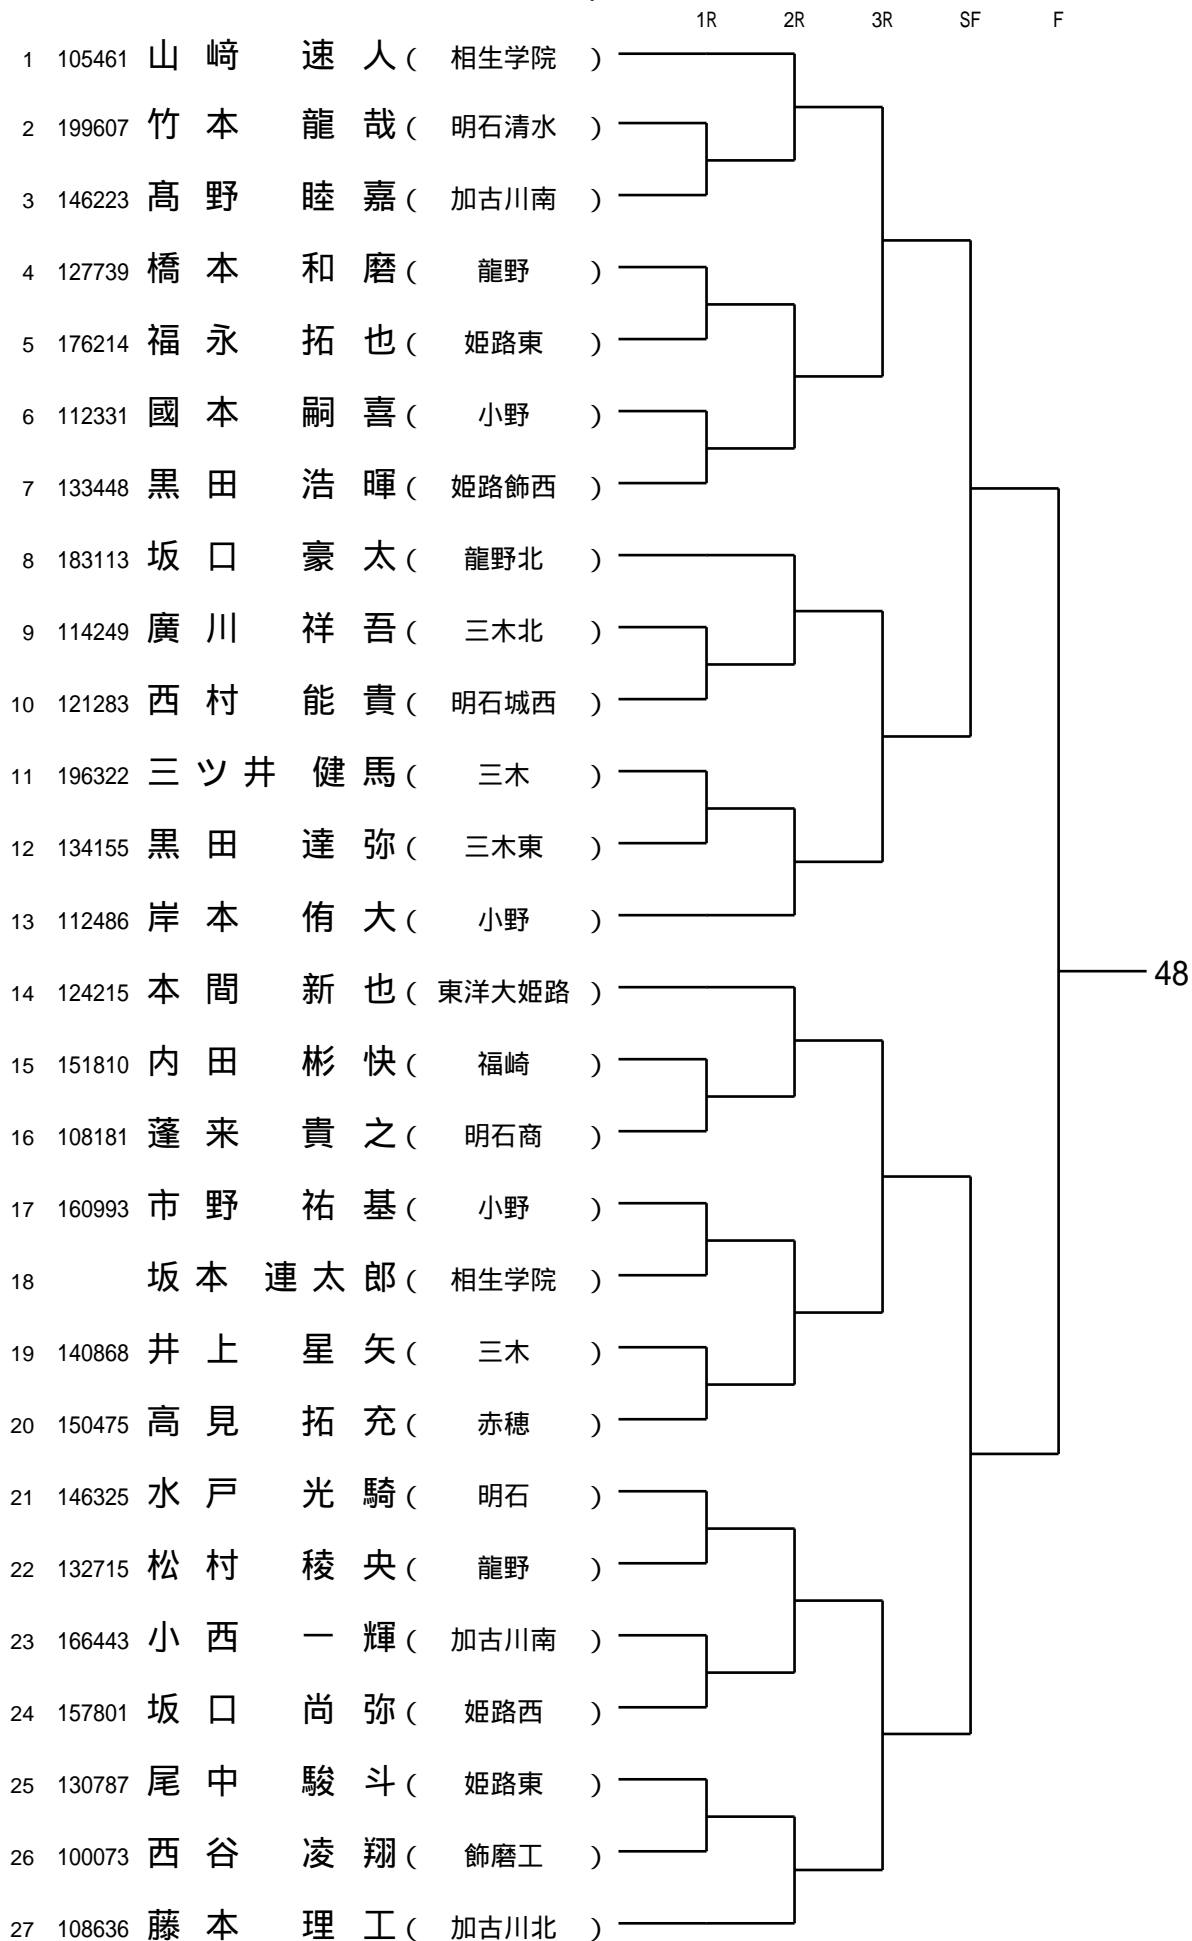 1R 2R 3R SF F
1 105461 山﨑 速人 ( 相生学院 )
2 199607 竹本 龍哉 ( 明石清水 )
3 146223 髙野 睦嘉 ( 加古川南 )
4 127739 橋本 和磨 ( 龍野 )
5 176214 福永 拓也 ( 姫路東 )
6 112331 國本 嗣喜 ( 小野 )
7 133448 黒田 浩暉 ( 姫路飾西 )
8 183113 坂口 豪太 ( 龍野北 )
9 114249 廣川 祥吾 ( 三木北 )
10 121283 西村 能貴 ( 明石城西 )
11 196322 三ツ井 健馬 ( 三木 )
12 134155 黒田 達弥 ( 三木東 )
13 112486 岸本 侑大 ( 小野 )
48
14 124215 本間 新也 ( 東洋大姫路 )
15 151810 内田 彬快 ( 福崎 )
16 108181 蓬来 貴之 ( 明石商 )
17 160993 市野 祐基 ( 小野 )
18 坂本 連太郎 ( 相生学院 )
19 140868 井上 星矢 ( 三木 )
20 150475 高見 拓充 ( 赤穂 )
21 146325 水戸 光騎 ( 明石 )
22 132715 松村 稜央 ( 龍野 )
23 166443 小西 一輝 ( 加古川南 )
24 157801 坂口 尚弥 ( 姫路西 )
25 130787 尾中 駿斗 ( 姫路東 )
26 100073 西谷 凌翔 ( 飾磨工 )
27 108636 藤本 理工 ( 加古川北 )